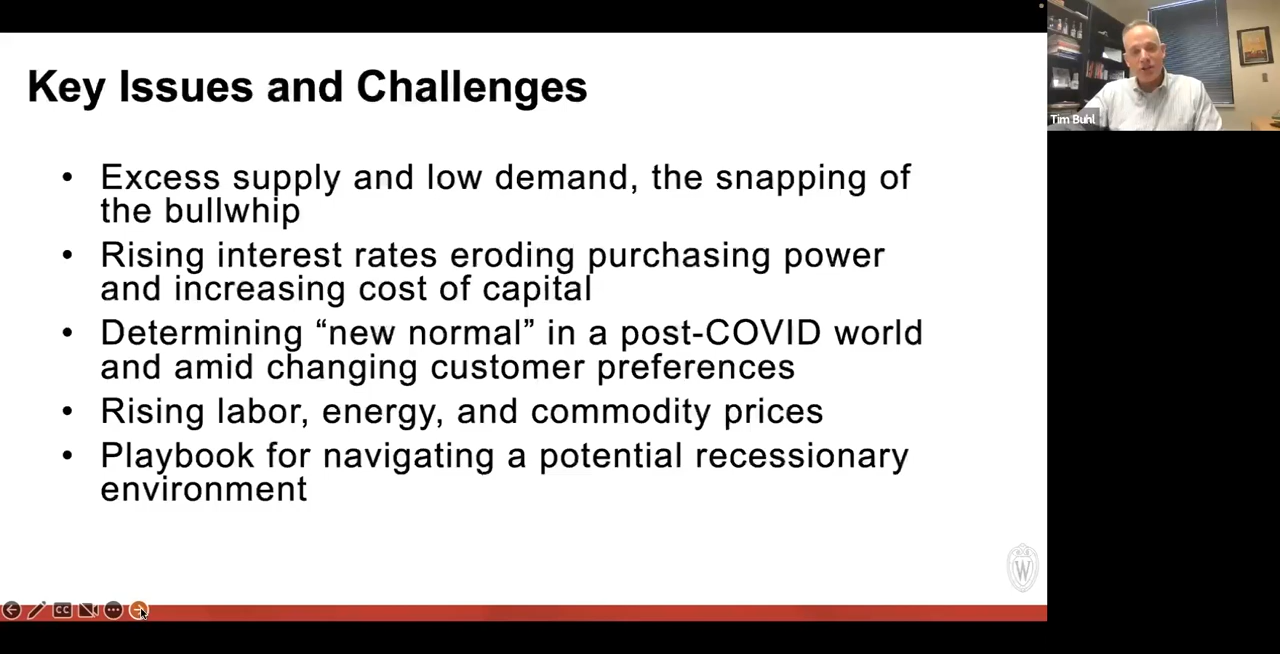 Key Issues and Challenges
• Excess supply and low demand, the snapping of
the bullwhip
• Rising interest rates eroding purchasing power
and increasing cost of capital
• Determining “new normal” in a post-COVID world
and amid changing customer preferences
• Rising labor, energy, and commodity prices
• Playbook for navigating a potential recessionary
environment
Tim Buhl
W
CC